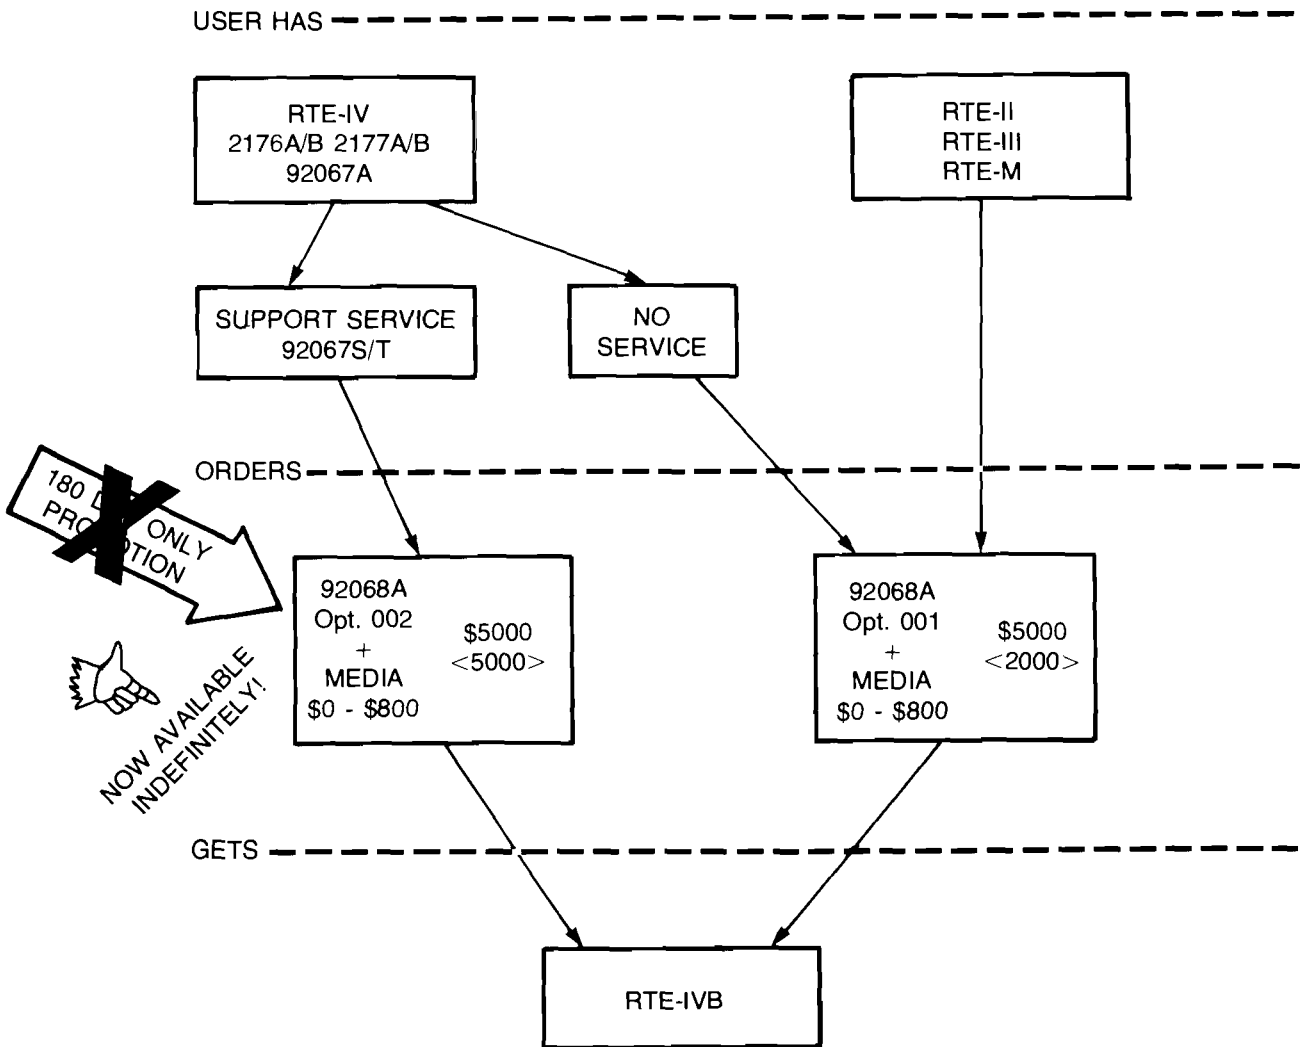 USER HAS
RTE-IV
2176A/B 2177A/B
92067A
RTE-II
RTE-III
RTE-M
SUPPORT SERVICE
92067S/T
NO
SERVICE
ORDERS
180 ONLY
92068A
Opt. 002
+
MEDIA
$0 - $800
$5000
<5000>
92068A
Opt. 001
+
MEDIA
$0 - $800
$5000
<2000>
NOW AVAILABLE
INDEFINITELY!
GETS
RTE-IVB